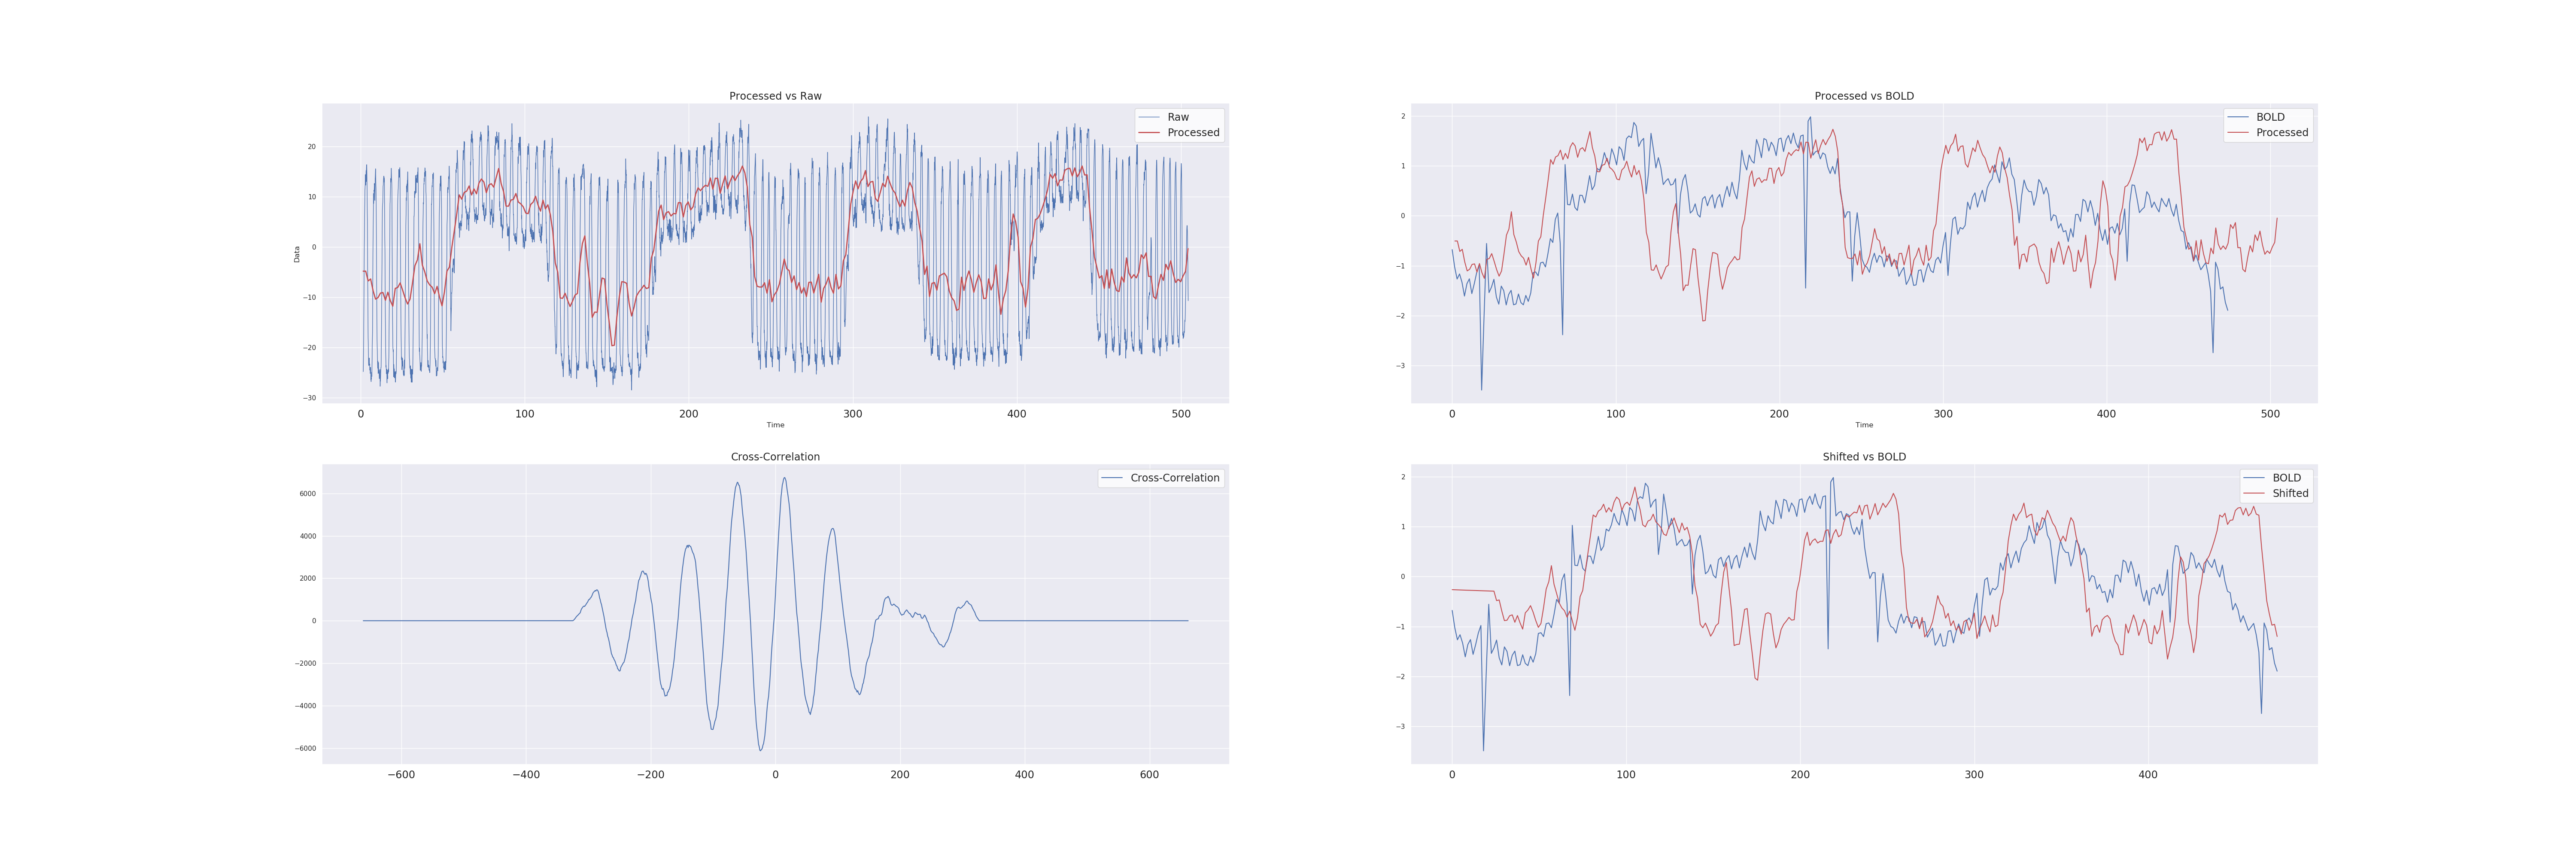 Processed vs Raw
Raw
Processed
20
10
0
−10
−20
−30
Data
0 100 200 300 400 500
Time
Processed vs BOLD
BOLD
Processed
2
1
0
−1
−2
−3
0 100 200 300 400 500
Time
Cross-Correlation
Cross-Correlation
6000
4000
2000
0
−2000
−4000
−6000
−600 −400 −200 0 200 400 600
Shifted vs BOLD
BOLD
Shifted
2
1
0
−1
−2
−3
0 100 200 300 400